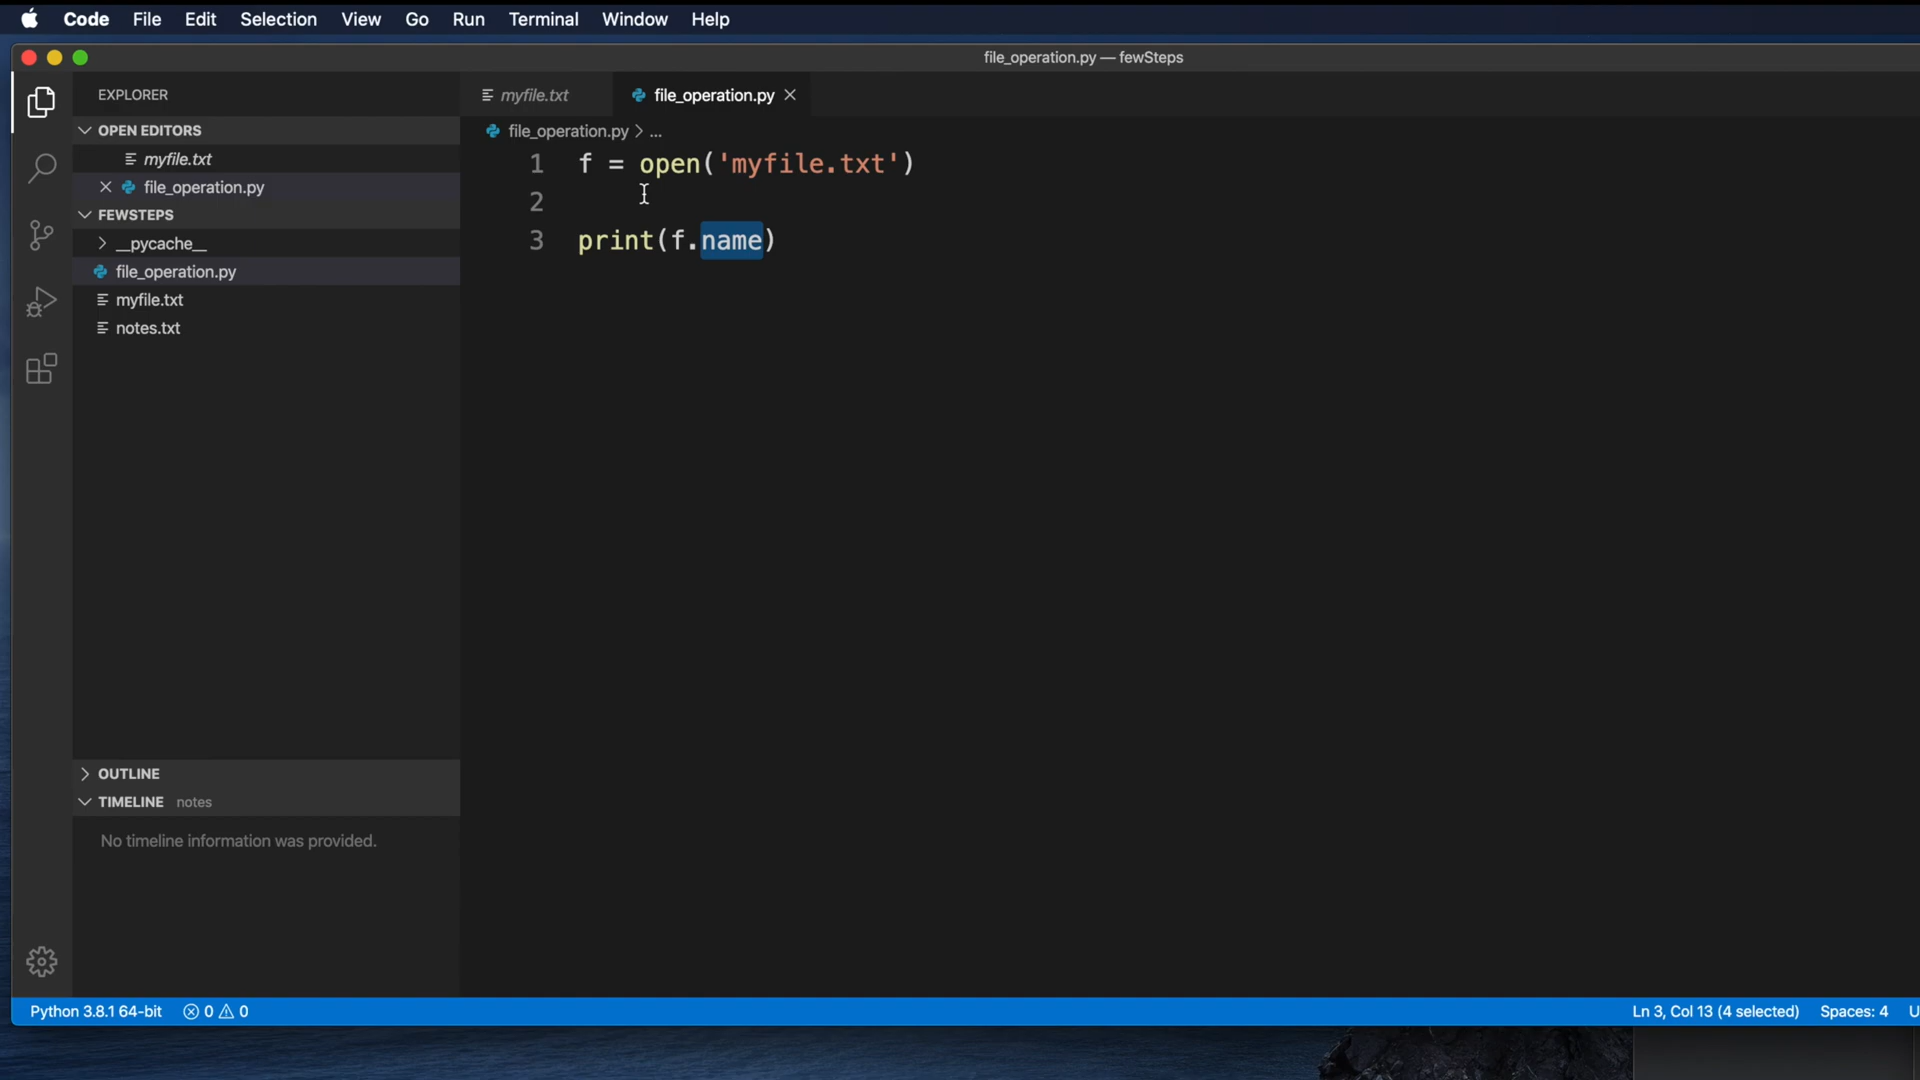 Code File Edit Selection View Go Run Terminal Window Help
file_operation.py — fewSteps
EXPLORER
OPEN EDITORS
myfile.txt
file_operation.py
FEWSTEPS
__pycache__
file_operation.py
myfile.txt
notes.txt
OUTLINE
TIMELINE notes
No timeline information was provided.
myfile.txt file_operation.py
file_operation.py > ...
1 f = open('myfile.txt')
2
3 print(f.name)
Python 3.8.1 64-bit 0 0 Ln 3, Col 13 (4 selected) Spaces: 4